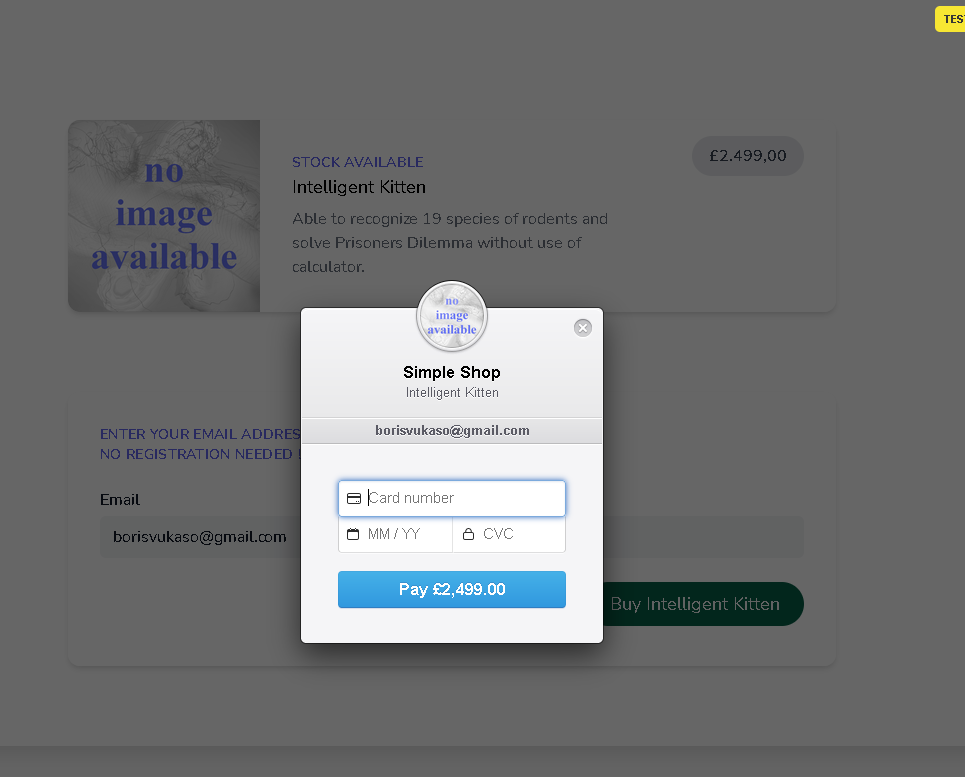 TES
no
image
available
STOCK AVAILABLE
Intelligent Kitten
Able to recognize 19 species of rodents and
solve Prisoners Dilemma without use of
calculator.
£2.499,00
no
image
available
Simple Shop
Intelligent Kitten
borisvukaso@gmail.com
Card number
MM / YY
CVC
Pay £2,499.00
ENTER YOUR EMAIL ADDRES
NO REGISTRATION NEEDED !
Email
borisvukaso@gmail.com
Buy Intelligent Kitten